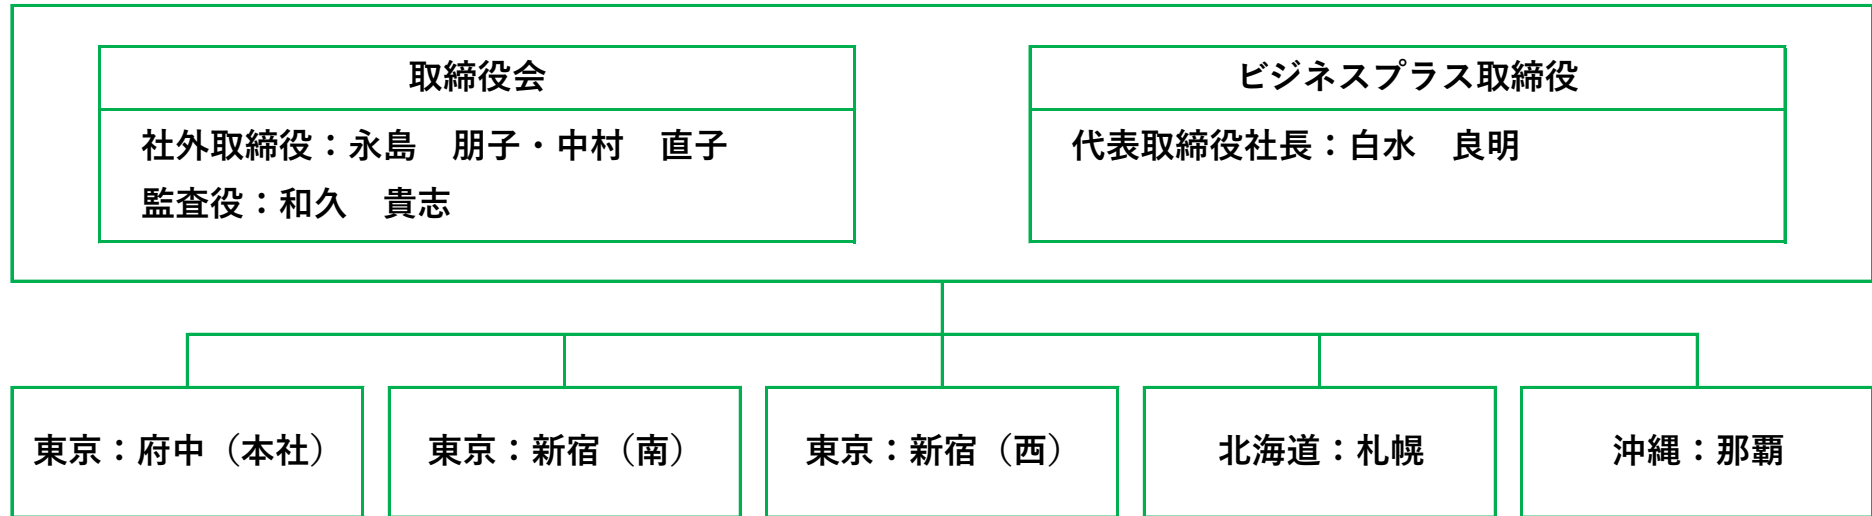 取締役会
社外取締役：永島　朋子・中村　直子
監査役：和久　貴志
ビジネスプラス取締役
代表取締役社長：白水　良明
東京：府中（本社）
東京：新宿（南）
東京：新宿（西）
北海道：札幌
沖縄：那覇